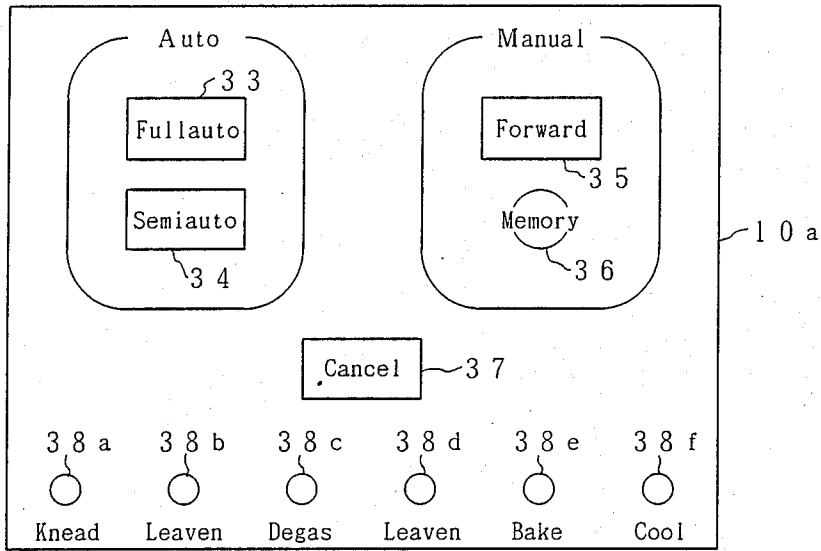 Auto Manual
33
Fullauto Forward
35
Semiauto Memory
10a
34 36
Cancel 37
38a 38b 38c 38d 38e 38f
Knead Leaven Degas Leaven Bake Cool